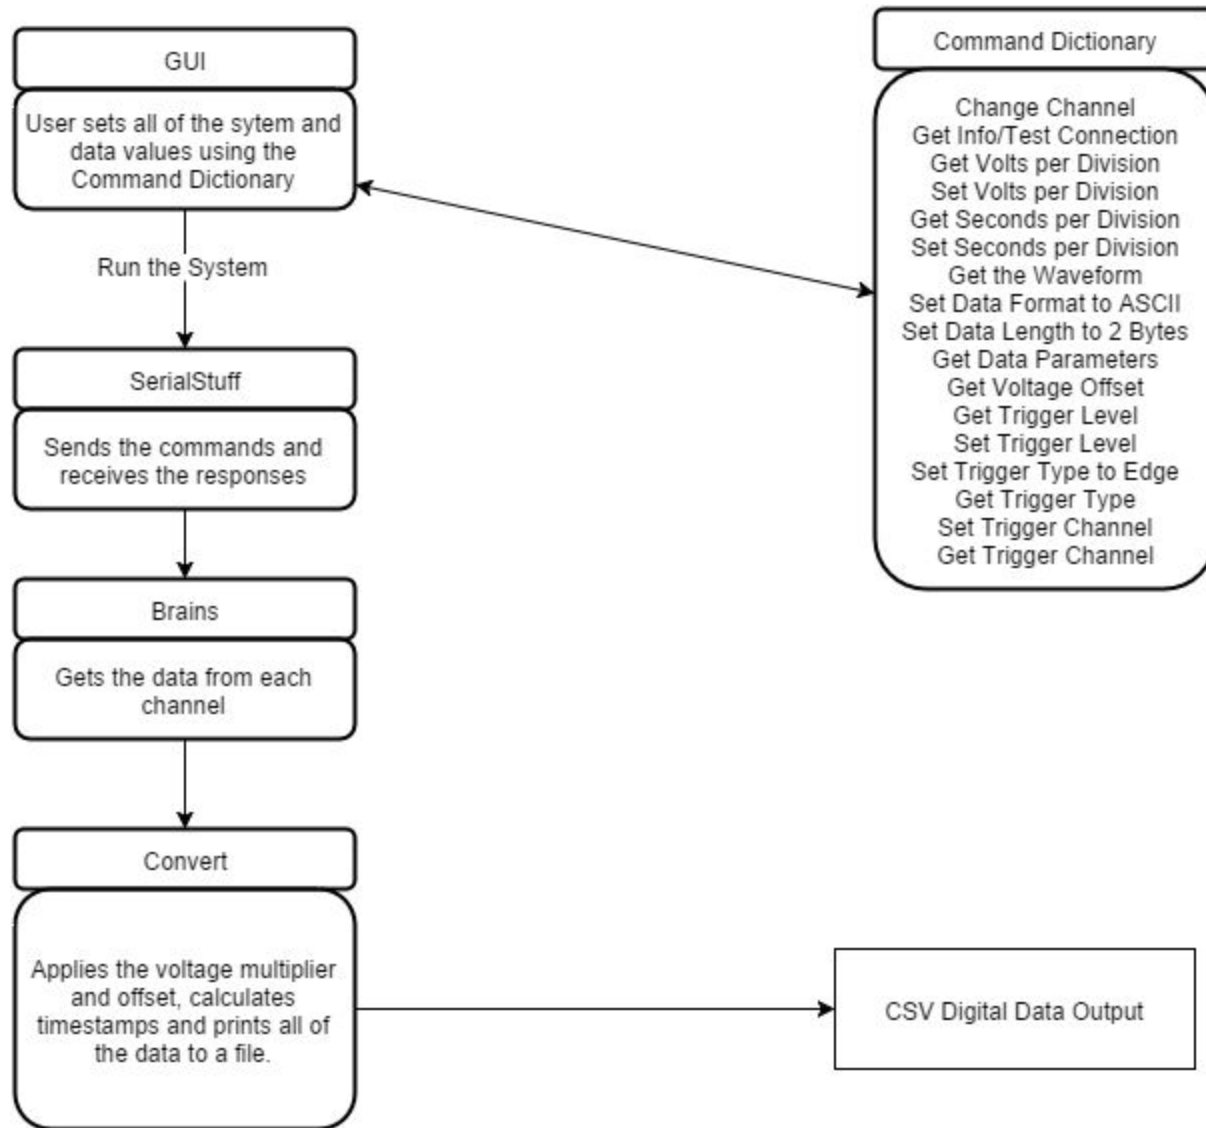 GUI
User sets all of the sytem and
data values using the
Command Dictionary
Run the System
SerialStuff
Sends the commands and
receives the responses
Brains
Gets the data from each
channel
Convert
Applies the voltage multiplier
and offset, calculates
timestamps and prints all of
the data to a file.
Command Dictionary
Change Channel
Get Info/Test Connection
Get Volts per Division
Set Volts per Division
Get Seconds per Division
Set Seconds per Division
Get the Waveform
Set Data Format to ASCII
Set Data Length to 2 Bytes
Get Data Parameters
Get Voltage Offset
Get Trigger Level
Set Trigger Level
Set Trigger Type to Edge
Get Trigger Type
Set Trigger Channel
Get Trigger Channel
CSV Digital Data Output